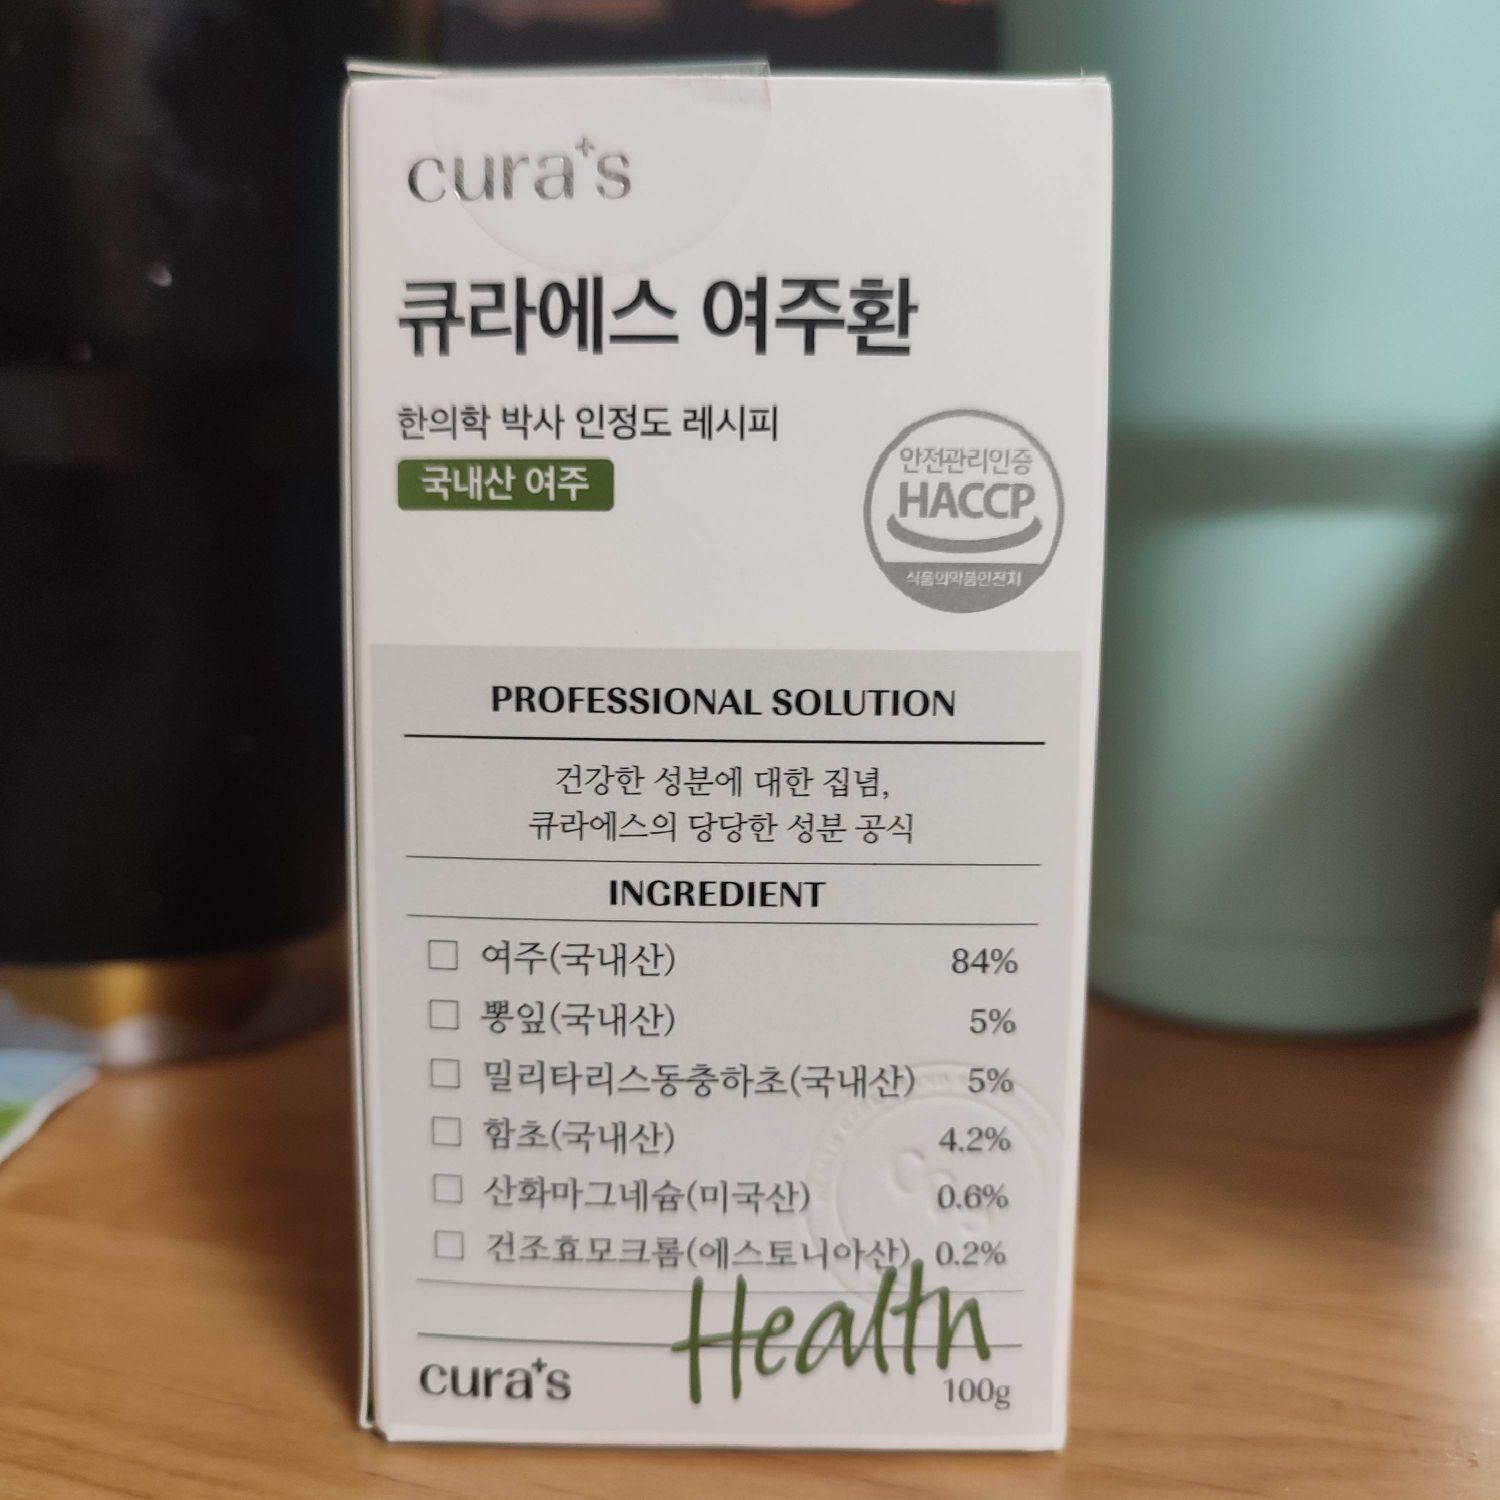 cura+s
큐라에스 여주환
한의학 박사 인정도 레시피
국내산 여주
안전관리인증
HACCP
식품의약품안전처
PROFESSIONAL SOLUTION
건강한 성분에 대한 집념,
큐라에스의 당당한 성분 공식
INGREDIENT
□ 여주(국내산) 84%
□ 뽕잎(국내산) 5%
□ 밀리타리스동충하초(국내산) 5%
□ 함초(국내산) 4.2%
□ 산화마그네슘(미국산) 0.6%
□ 건조효모크롬(에스토니아산) 0.2%
Health
cura+s
100g